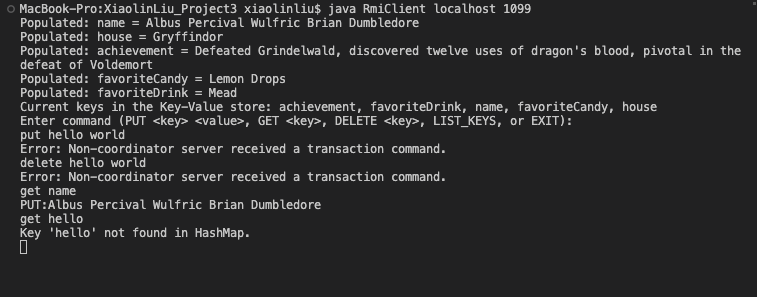 MacBook-Pro:XiaolinLiu_Project3 xiaolinliu$ java RmiClient localhost 1099
Populated: name = Albus Percival Wulfric Brian Dumbledore
Populated: house = Gryffindor
Populated: achievement = Defeated Grindelwald, discovered twelve uses of dragon's blood, pivotal in the
defeat of Voldemort
Populated: favoriteCandy = Lemon Drops
Populated: favoriteDrink = Mead
Current keys in the Key-Value store: achievement, favoriteDrink, name, favoriteCandy, house
Enter command (PUT <key> <value>, GET <key>, DELETE <key>, LIST_KEYS, or EXIT):
put hello world
Error: Non-coordinator server received a transaction command.
delete hello world
Error: Non-coordinator server received a transaction command.
get name
PUT:Albus Percival Wulfric Brian Dumbledore
get hello
Key 'hello' not found in HashMap.